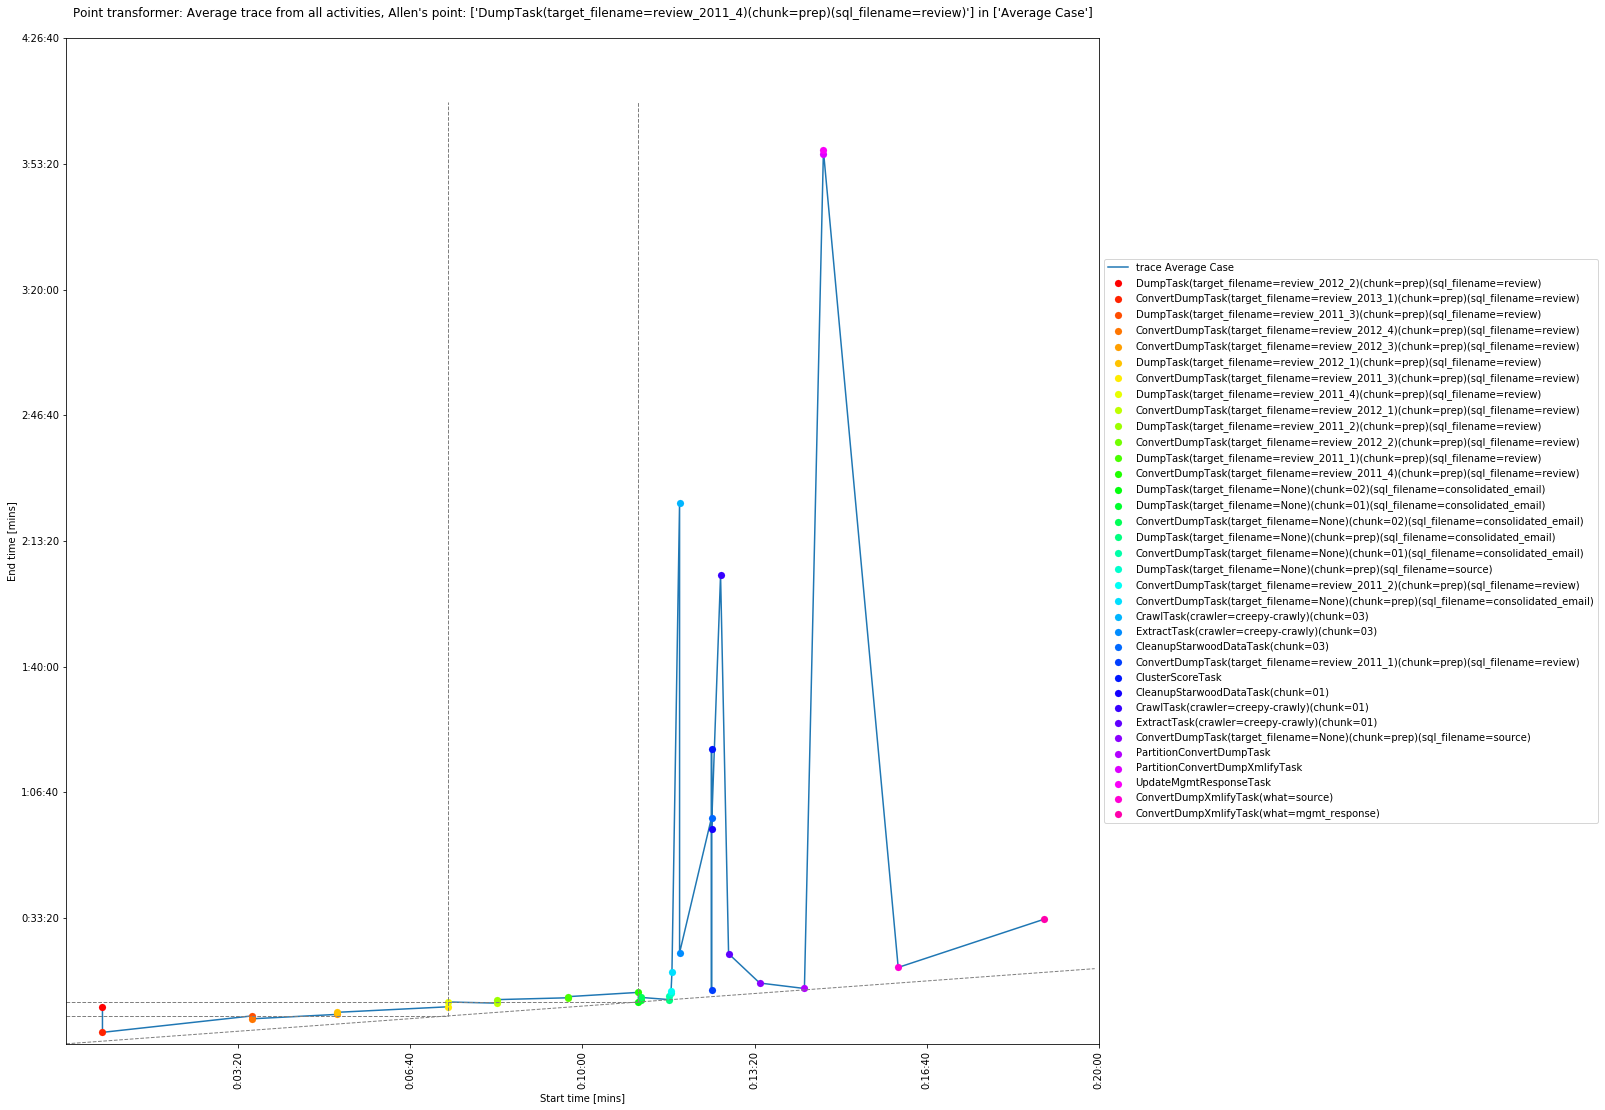 Point transformer: Average trace from all activities, Allen's point: ['DumpTask(target_filename=review_2011_4)(chunk=prep)(sql_filename=review)'] in ['Average Case']
4:26:40
3:53:20
3:20:00
2:46:40
2:13:20
1:40:00
1:06:40
0:33:20
End time [mins]
0:03:20
0:06:40
0:10:00
0:13:20
0:16:40
0:20:00
Start time [mins]
trace Average Case
DumpTask(target_filename=review_2012_2)(chunk=prep)(sql_filename=review)
ConvertDumpTask(target_filename=review_2013_1)(chunk=prep)(sql_filename=review)
DumpTask(target_filename=review_2011_3)(chunk=prep)(sql_filename=review)
ConvertDumpTask(target_filename=review_2012_4)(chunk=prep)(sql_filename=review)
ConvertDumpTask(target_filename=review_2012_3)(chunk=prep)(sql_filename=review)
DumpTask(target_filename=review_2012_1)(chunk=prep)(sql_filename=review)
ConvertDumpTask(target_filename=review_2011_3)(chunk=prep)(sql_filename=review)
DumpTask(target_filename=review_2011_4)(chunk=prep)(sql_filename=review)
ConvertDumpTask(target_filename=review_2012_1)(chunk=prep)(sql_filename=review)
DumpTask(target_filename=review_2011_2)(chunk=prep)(sql_filename=review)
ConvertDumpTask(target_filename=review_2012_2)(chunk=prep)(sql_filename=review)
DumpTask(target_filename=review_2011_1)(chunk=prep)(sql_filename=review)
ConvertDumpTask(target_filename=review_2011_4)(chunk=prep)(sql_filename=review)
DumpTask(target_filename=None)(chunk=02)(sql_filename=consolidated_email)
DumpTask(target_filename=None)(chunk=01)(sql_filename=consolidated_email)
ConvertDumpTask(target_filename=None)(chunk=02)(sql_filename=consolidated_email)
DumpTask(target_filename=None)(chunk=prep)(sql_filename=consolidated_email)
ConvertDumpTask(target_filename=None)(chunk=01)(sql_filename=consolidated_email)
DumpTask(target_filename=None)(chunk=prep)(sql_filename=source)
ConvertDumpTask(target_filename=review_2011_2)(chunk=prep)(sql_filename=review)
ConvertDumpTask(target_filename=None)(chunk=prep)(sql_filename=consolidated_email)
CrawlTask(crawler=creepy-crawly)(chunk=03)
ExtractTask(crawler=creepy-crawly)(chunk=03)
CleanupStarwoodDataTask(chunk=03)
ConvertDumpTask(target_filename=review_2011_1)(chunk=prep)(sql_filename=review)
ClusterScoreTask
CleanupStarwoodDataTask(chunk=01)
CrawlTask(crawler=creepy-crawly)(chunk=01)
ExtractTask(crawler=creepy-crawly)(chunk=01)
ConvertDumpTask(target_filename=None)(chunk=prep)(sql_filename=source)
PartitionConvertDumpTask
PartitionConvertDumpXmlifyTask
UpdateMgmtResponseTask
ConvertDumpXmlifyTask(what=source)
ConvertDumpXmlifyTask(what=mgmt_response)